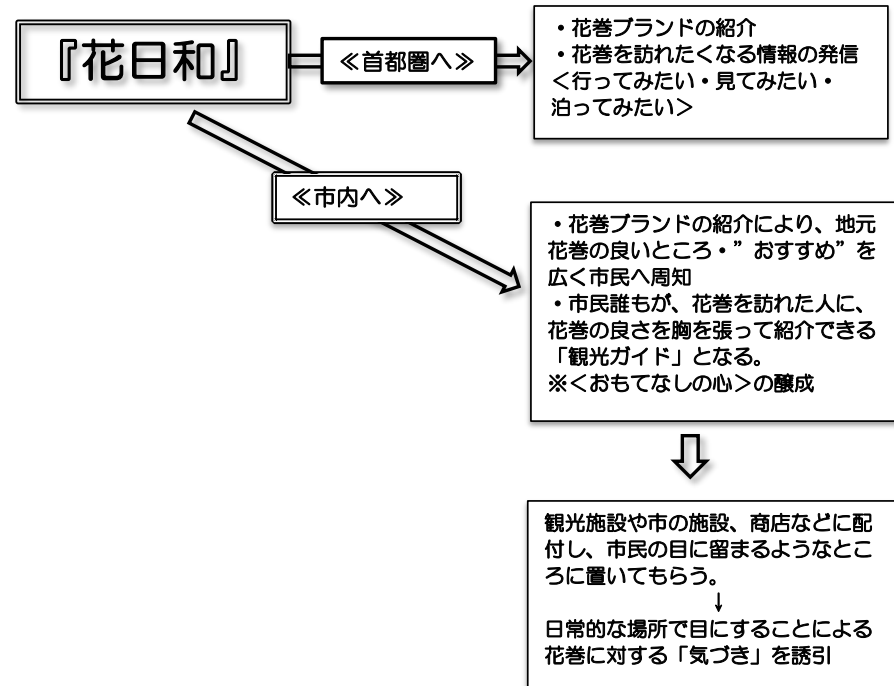 『花日和』
≪首都圏へ≫
・花巻ブランドの紹介
・花巻を訪れたくなる情報の発信
＜行ってみたい・見てみたい・
泊ってみたい＞
≪市内へ≫
・花巻ブランドの紹介により、地元
花巻の良いところ・”おすすめ”を
広く市民へ周知
・市民誰もが、花巻を訪れた人に、
花巻の良さを胸を張って紹介できる
「観光ガイド」となる。
※＜おもてなしの心＞の醸成
観光施設や市の施設、商店などに配
付し、市民の目に留まるようなとこ
ろに置いてもらう。
↓
日常的な場所で目にすることによる
花巻に対する「気づき」を誘引